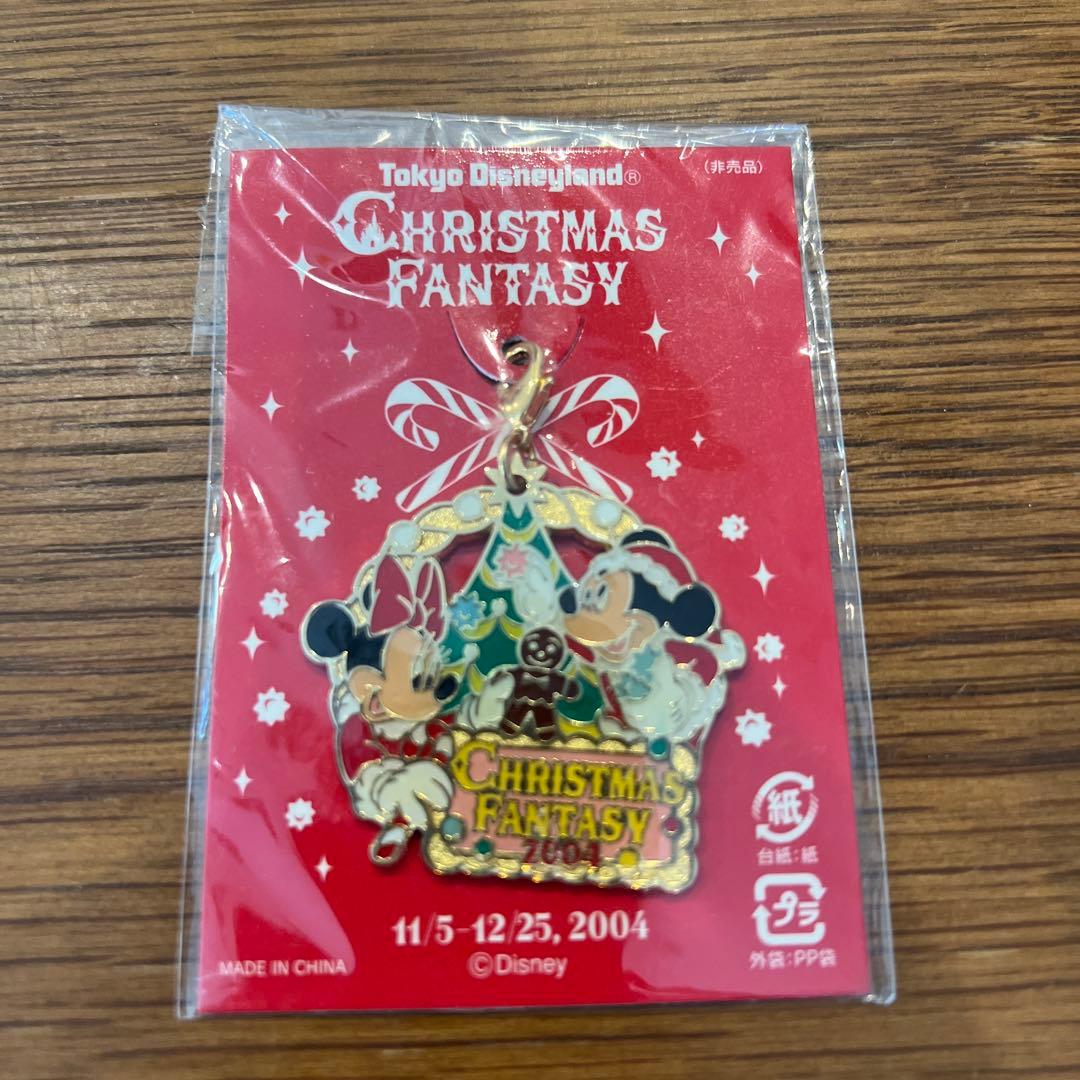 Tokyo Disneyland®
(非売品)
CHRISTMAS
FANTASY
CHRISTMAS
FANTASY
2004
紙
台紙:紙
プラ
外袋:PP袋
11/5-12/25, 2004
MADE IN CHINA
©Disney